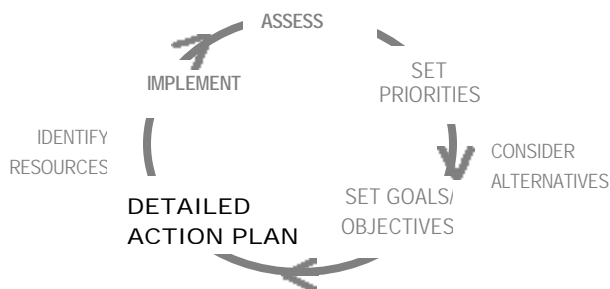 ASSESS
SET
PRIORITIES
CONSIDER
ALTERNATIVES
SET GOALS/
OBJECTIVES
DETAILED
ACTION PLAN
IDENTIFY
RESOURCES
IMPLEMENT